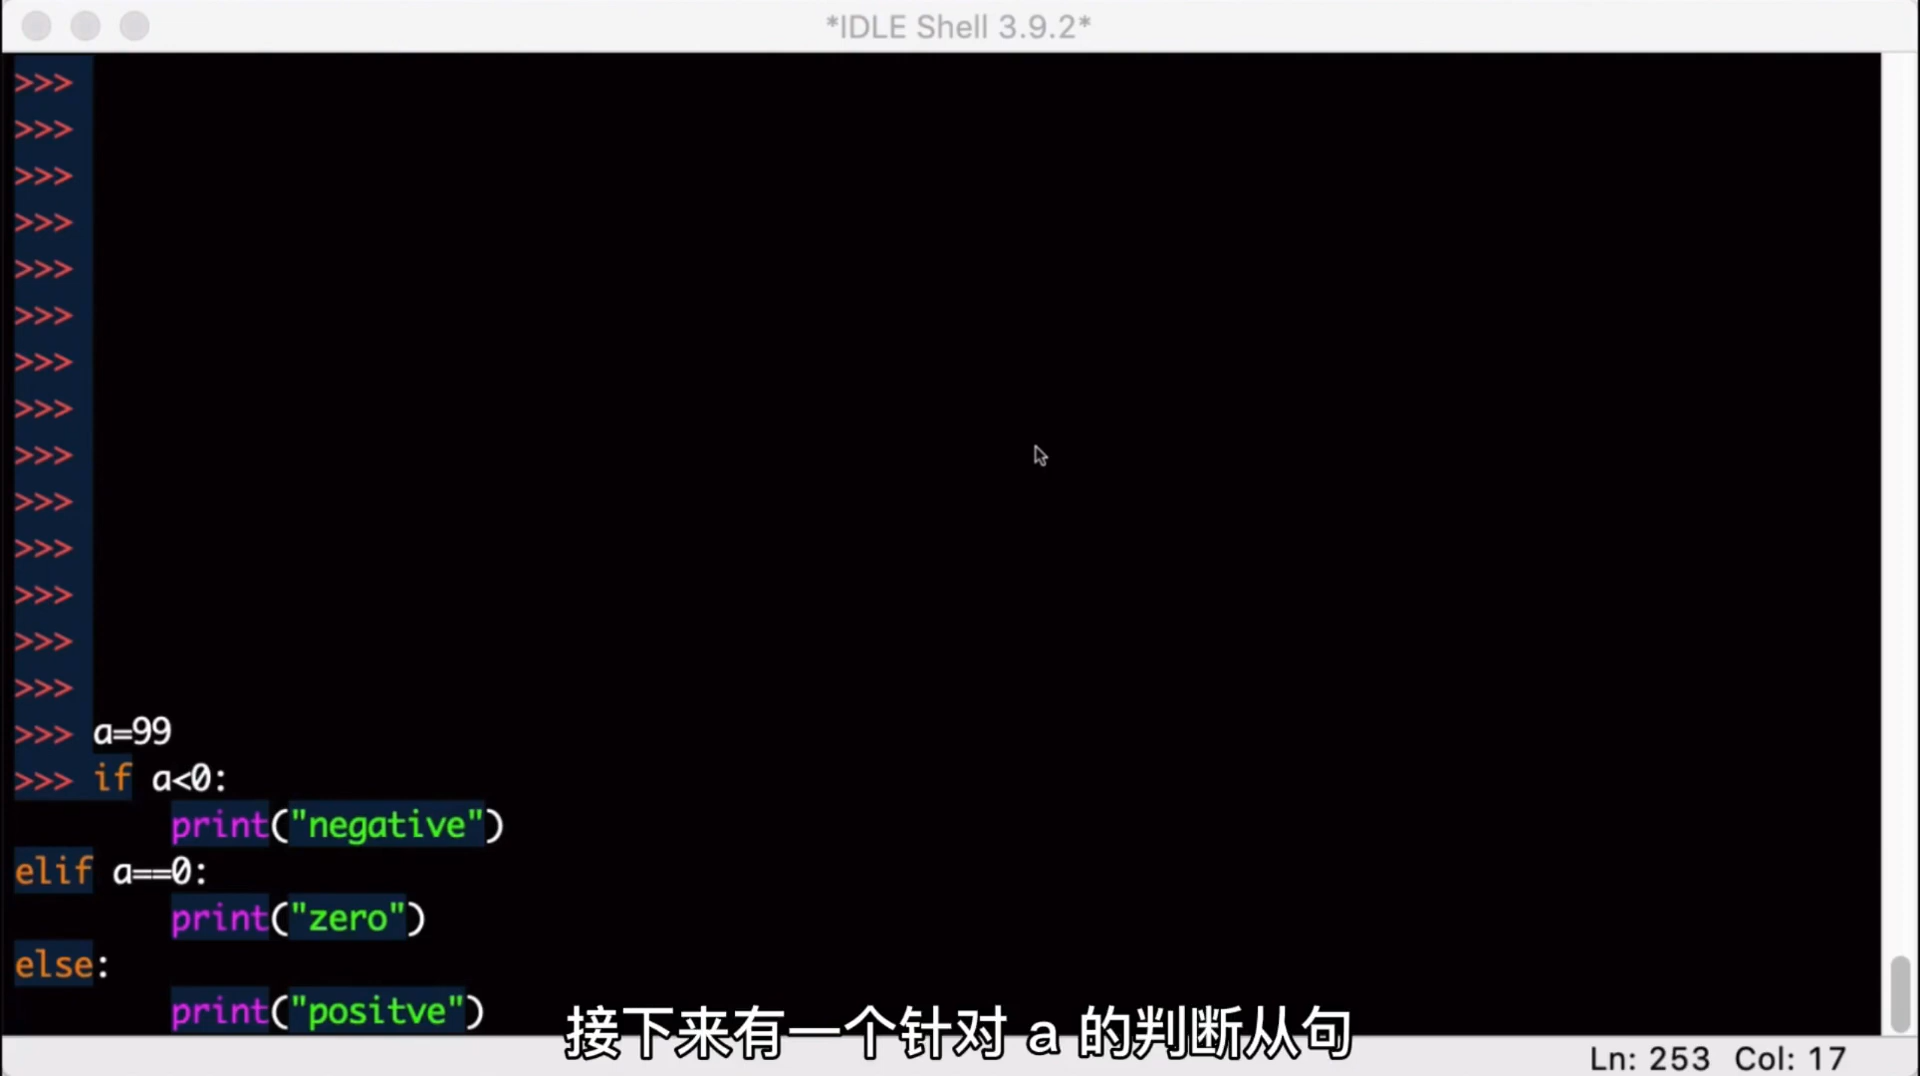 *IDLE Shell 3.9.2*
>>>
>>>
>>>
>>>
>>>
>>>
>>>
>>>
>>>
>>>
>>>
>>>
>>>
>>>
>>> a=99
>>> if a<0:
print("negative")
elif a==0:
print("zero")
else:
print("positve")
接下来有一个针对 a 的判断从句
Ln: 253 Col: 17